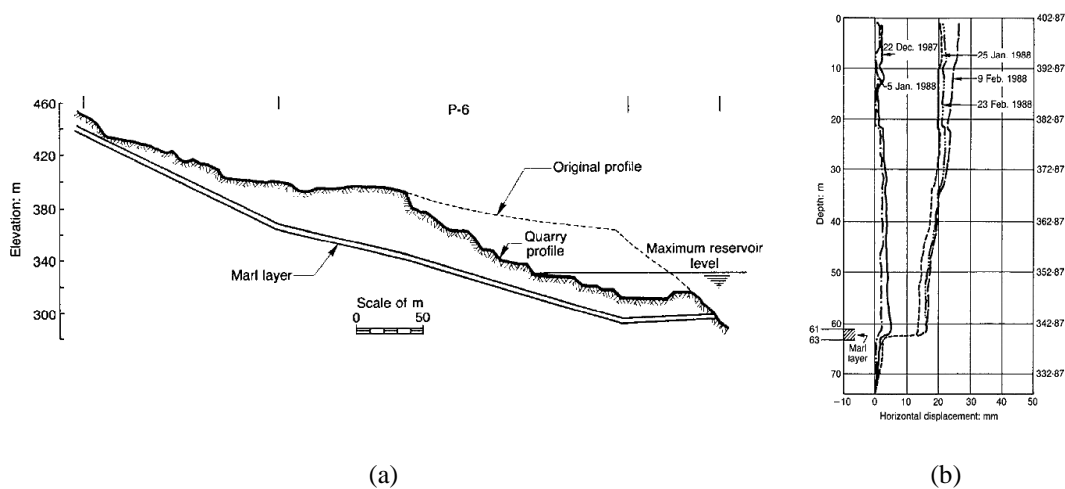 P-6
460
420
380
340
300
Elevation: m
Original profile
Quarry
profile
Maximum reservoir
level
Marl layer
Scale of m
0 50
(a)
0
10
20
30
40
50
60
61
63
70
Depth: m
402·87
392·87
382·87
372·87
362·87
352·87
342·87
332·87
22 Dec. 1987
25 Jan. 1988
9 Feb. 1988
5 Jan. 1988
23 Feb. 1988
Marl
layer
−10 0 10 20 30 40 50
Horizontal displacement: mm
(b)